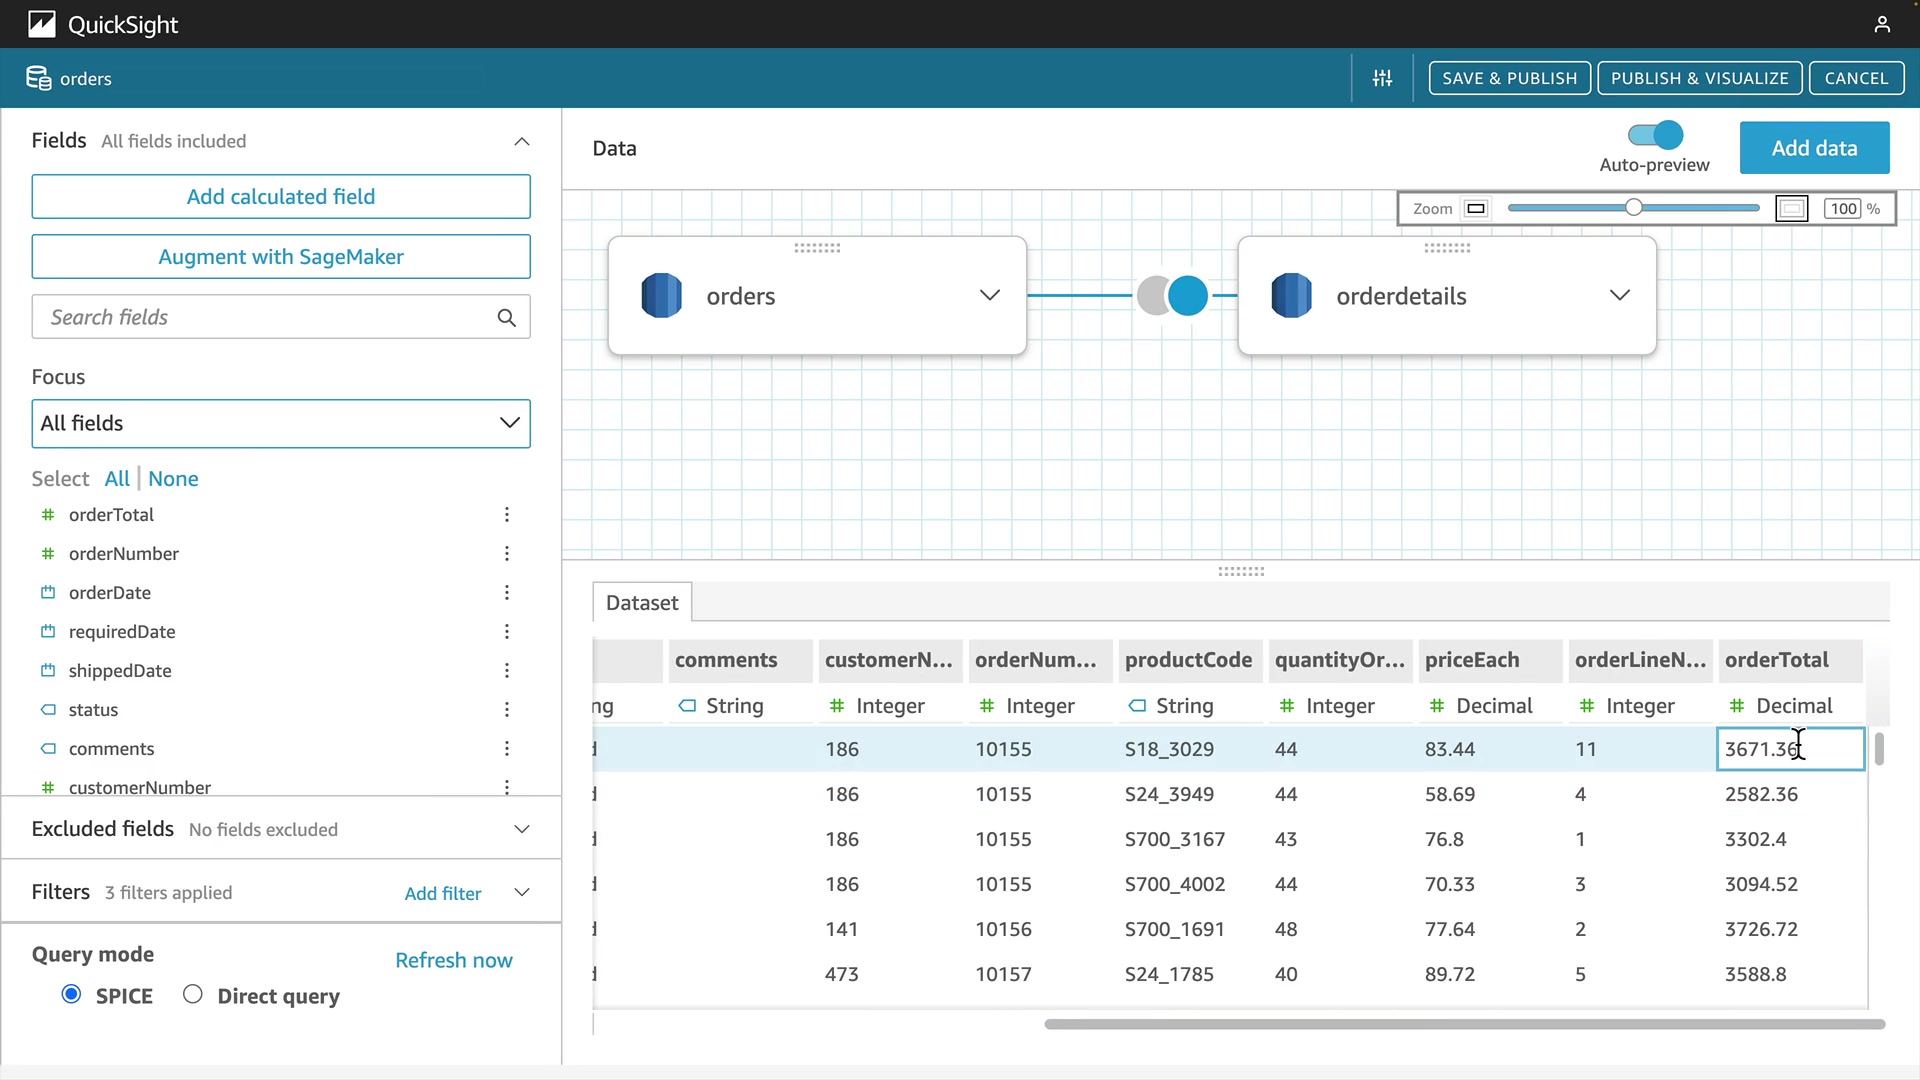 QuickSight
orders
SAVE & PUBLISH
PUBLISH & VISUALIZE
CANCEL
Fields All fields included
Add calculated field
Augment with SageMaker
Search fields
Focus
All fields
Select All None
orderTotal
orderNumber
orderDate
requiredDate
shippedDate
status
comments
customerNumber
Excluded fields No fields excluded
Filters 3 filters applied Add filter
Query mode Refresh now
SPICE Direct query
Data
Auto-preview
Add data
Zoom 100 %
orders
orderdetails
Dataset
comments customerN... orderNum... productCode quantityOr... priceEach orderLineN... orderTotal
ng String Integer Integer String Integer Decimal Integer Decimal
186 10155 S18_3029 44 83.44 11 3671.36
186 10155 S24_3949 44 58.69 4 2582.36
186 10155 S700_3167 43 76.8 1 3302.4
186 10155 S700_4002 44 70.33 3 3094.52
141 10156 S700_1691 48 77.64 2 3726.72
473 10157 S24_1785 40 89.72 5 3588.8